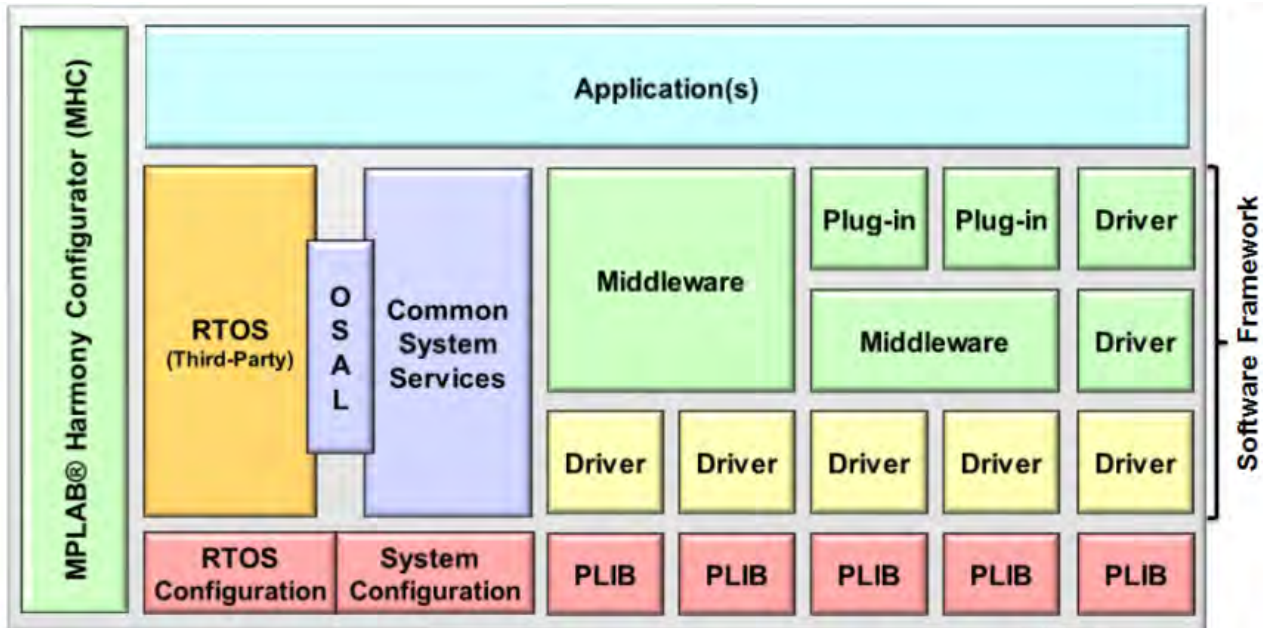 MPLAB® Harmony Configurator (MHC)
Application(s)
RTOS
(Third-Party)
O
S
A
L
Common
System
Services
Middleware
Plug-in
Plug-in
Driver
Middleware
Driver
Driver
Driver
Driver
Driver
Driver
RTOS
Configuration
System
Configuration
PLIB
PLIB
PLIB
PLIB
PLIB
Software Framework